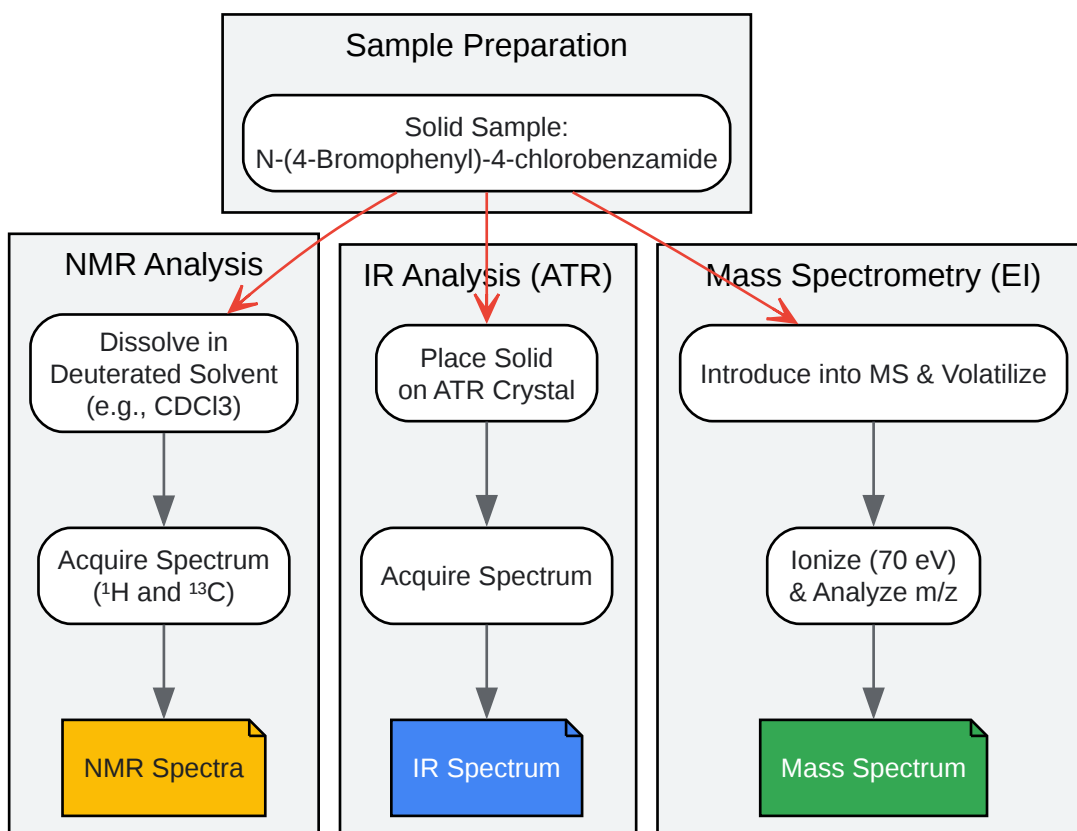 Sample Preparation
Solid Sample:
N-(4-Bromophenyl)-4-chlorobenzamide
NMR Analysis
Dissolve in
Deuterated Solvent
(e.g., CDCl3)
Acquire Spectrum
(¹H and ¹³C)
NMR Spectra
IR Analysis (ATR)
Place Solid
on ATR Crystal
Acquire Spectrum
IR Spectrum
Mass Spectrometry (EI)
Introduce into MS & Volatilize
Ionize (70 eV)
& Analyze m/z
Mass Spectrum